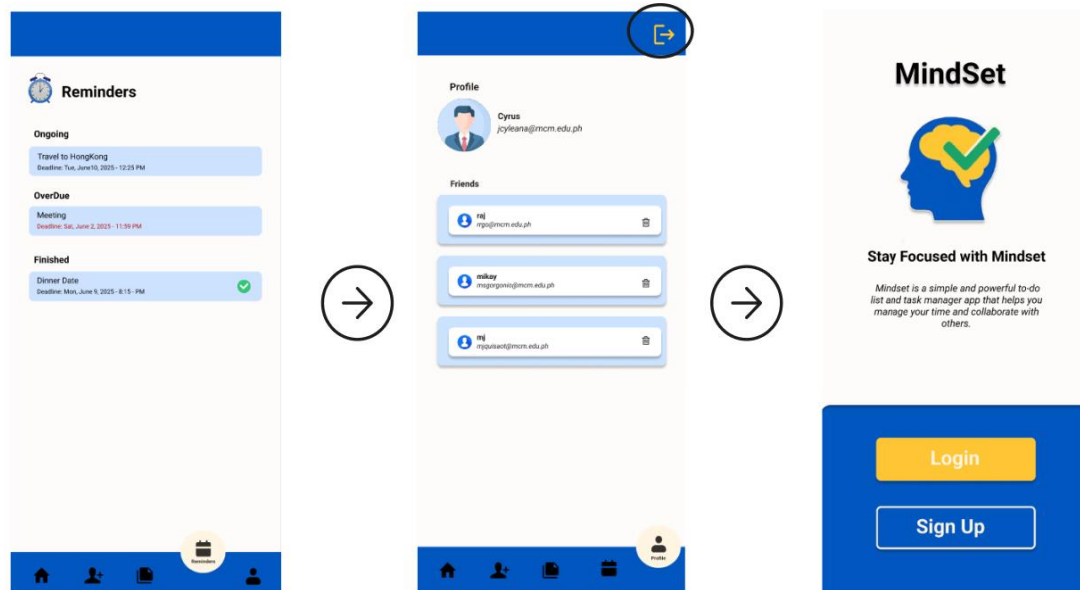 Reminders
Ongoing
Travel to HongKong
Deadline: Tue, June10, 2025 - 12:25 PM
OverDue
Meeting
Deadline: Sat, June 2, 2025 - 11:59 PM
Finished
Dinner Date
Deadline: Mon, June 9, 2025 - 8:15 - PM
Reminders
Profile
Cyrus
jcyleana@mcm.edu.ph
Friends
raj
rrgo@mcm.edu.ph
mikay
msgorgonio@mcm.edu.ph
mj
mjquisaot@mcm.edu.ph
Profile
MindSet
Stay Focused with Mindset
Mindset is a simple and powerful to-do
list and task manager app that helps you
manage your time and collaborate with
others.
Login
Sign Up